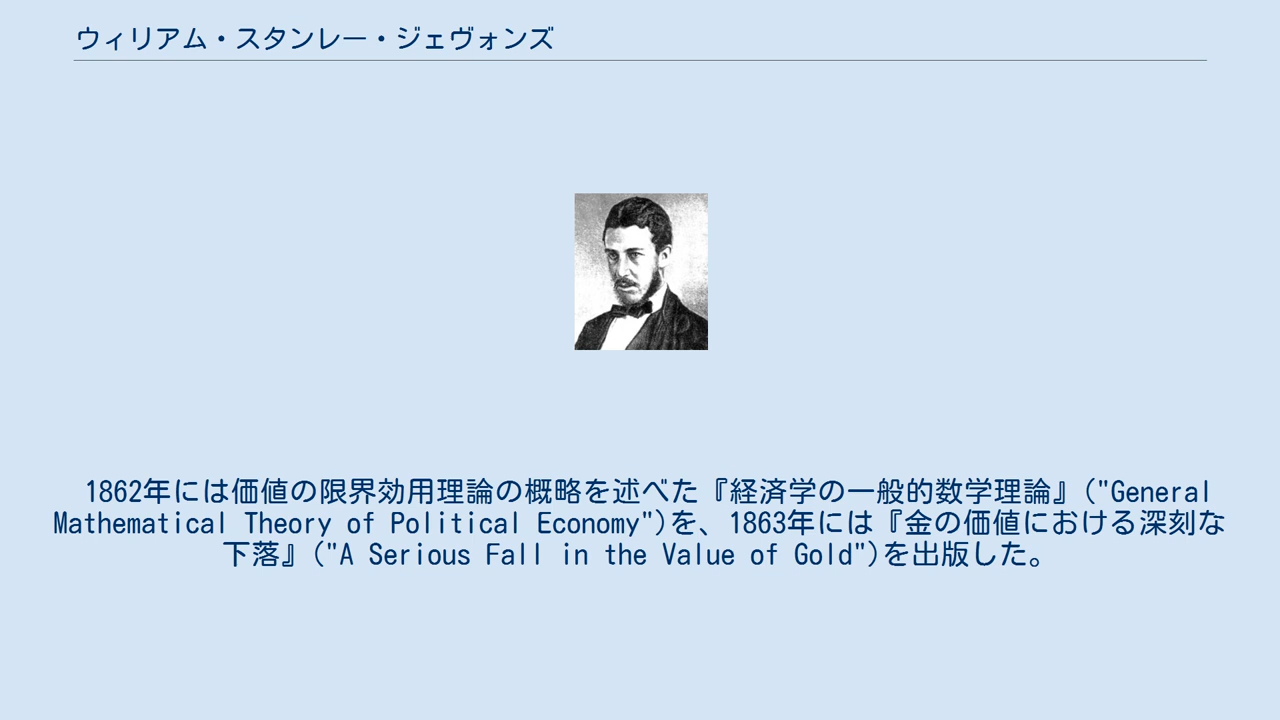 ウィリアム・スタンレー・ジェヴォンズ
1862年には価値の限界効用理論の概略を述べた『経済学の一般的数学理論』("General
Mathematical Theory of Political Economy")を、1863年には『金の価値における深刻な
下落』("A Serious Fall in the Value of Gold")を出版した。